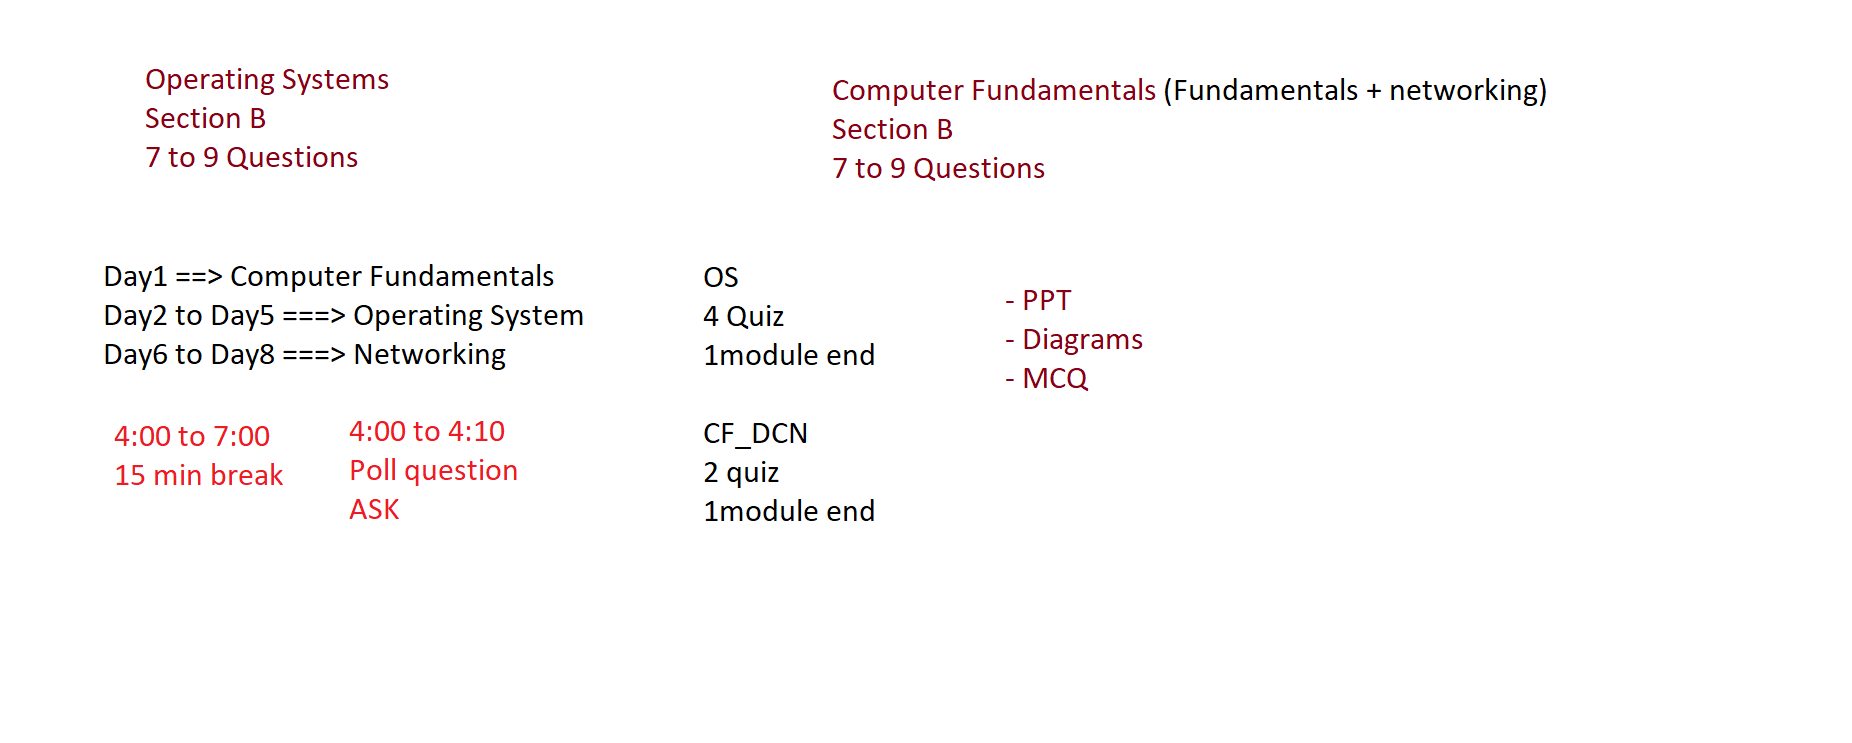 Operating Systems
Section B
7 to 9 Questions
Computer Fundamentals (Fundamentals + networking)
Section B
7 to 9 Questions
Day1 ==> Computer Fundamentals
Day2 to Day5 ===> Operating System
Day6 to Day8 ===> Networking
OS
4 Quiz
1module end
- PPT
- Diagrams
- MCQ
4:00 to 7:00
15 min break
4:00 to 4:10
Poll question
ASK
CF_DCN
2 quiz
1module end